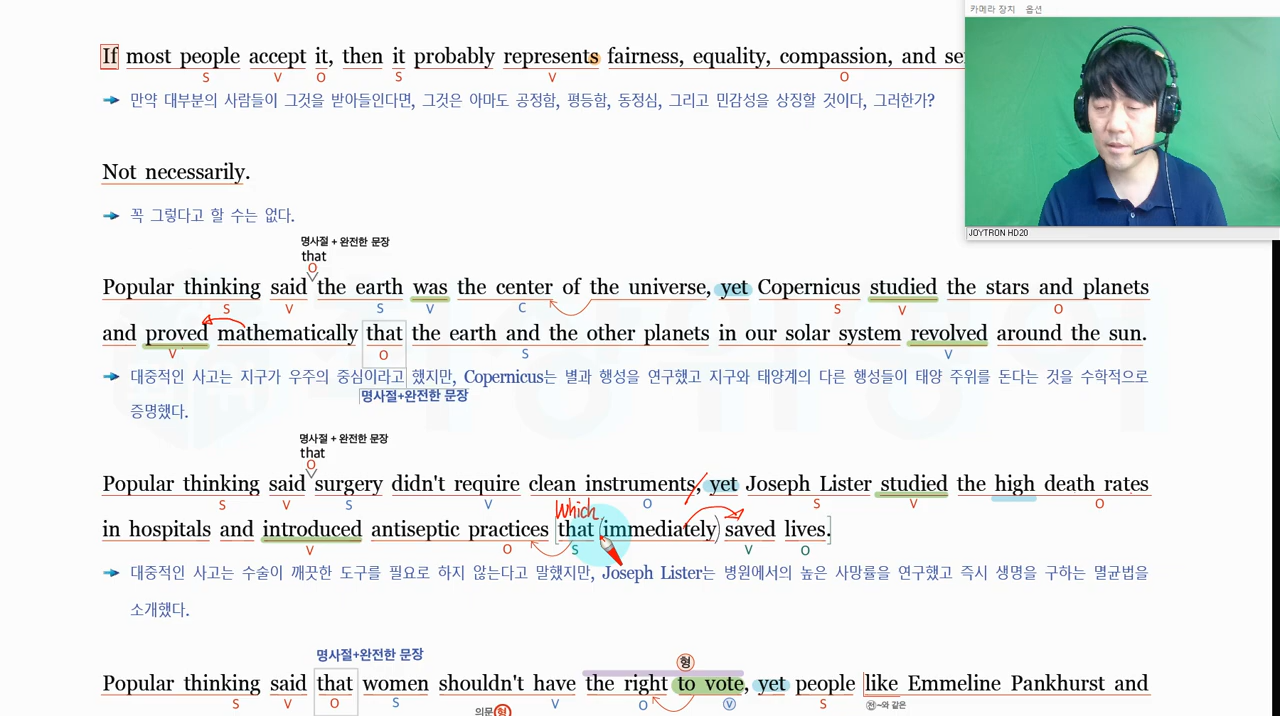 카메라 장치 옵션
If most people accept it, then it probably represents fairness, equality, compassion, and se
S V O S V O
만약 대부분의 사람들이 그것을 받아들인다면, 그것은 아마도 공정함, 평등함, 동정심, 그리고 민감성을 상징할 것이다, 그러한가?
JOYTRON HD20
Not necessarily.
꼭 그렇다고 할 수는 없다.
명사절 + 완전한 문장
that
O
Popular thinking said the earth was the center of the universe, yet Copernicus studied the stars and planets
S V S V C S V O
and proved mathematically that the earth and the other planets in our solar system revolved around the sun.
V O S V
대중적인 사고는 지구가 우주의 중심이라고 했지만, Copernicus는 별과 행성을 연구했고 지구와 태양계의 다른 행성들이 태양 주위를 돈다는 것을 수학적으로
명사절+완전한 문장
증명했다.
명사절 + 완전한 문장
that
O
Popular thinking said surgery didn't require clean instruments, yet Joseph Lister studied the high death rates
S V S V O S V O
Which
in hospitals and introduced antiseptic practices [that (immediately) saved lives.]
V O S V O
대중적인 사고는 수술이 깨끗한 도구를 필요로 하지 않는다고 말했지만, Joseph Lister는 병원에서의 높은 사망률을 연구했고 즉시 생명을 구하는 멸균법을
소개했다.
명사절+완전한 문장 형
Popular thinking said that women shouldn't have the right to vote, yet people like Emmeline Pankhurst and
S V O S V O V S 전~와 같은
의문형